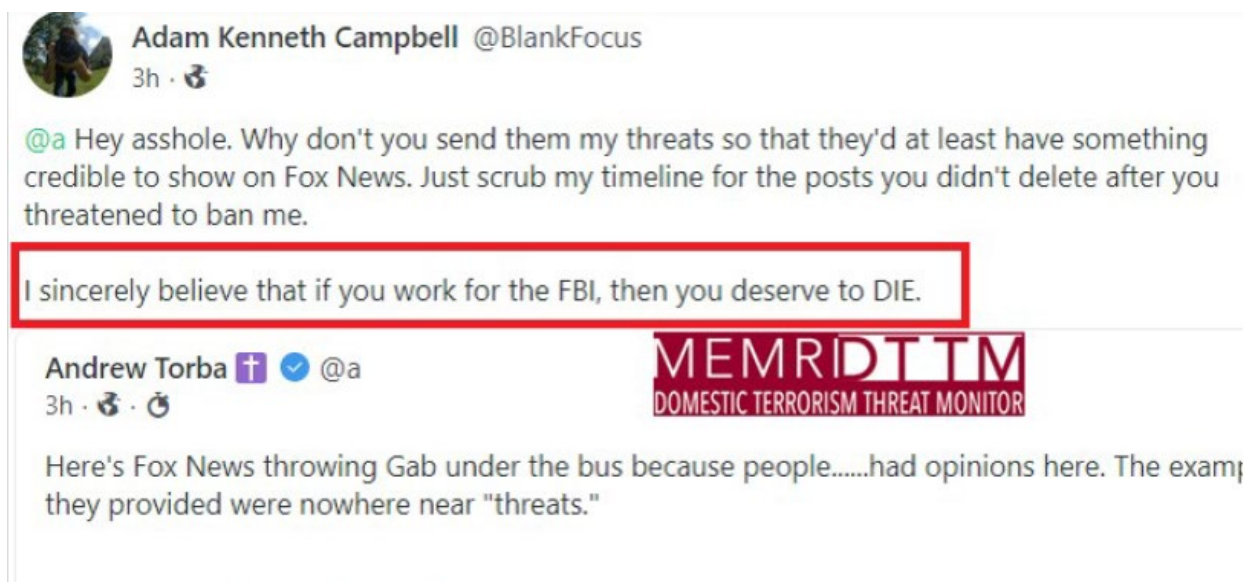 Adam Kenneth Campbell @BlankFocus
3h ·
@a Hey asshole. Why don't you send them my threats so that they'd at least have something
credible to show on Fox News. Just scrub my timeline for the posts you didn't delete after you
threatened to ban me.
I sincerely believe that if you work for the FBI, then you deserve to DIE.
Andrew Torba @a
3h · ·
MEMRI DTTM
DOMESTIC TERRORISM THREAT MONITOR
Here's Fox News throwing Gab under the bus because people......had opinions here. The examp
they provided were nowhere near "threats."